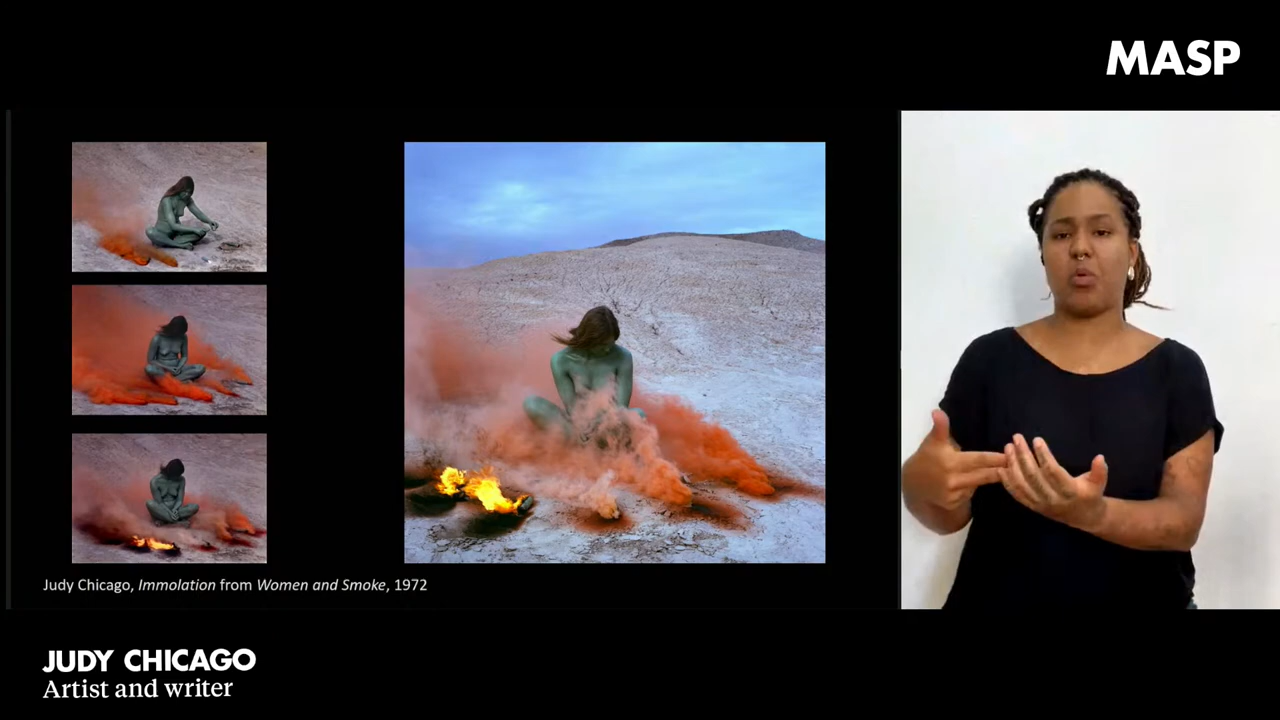 MASP
Judy Chicago, Immolation from Women and Smoke, 1972
JUDY CHICAGO
Artist and writer